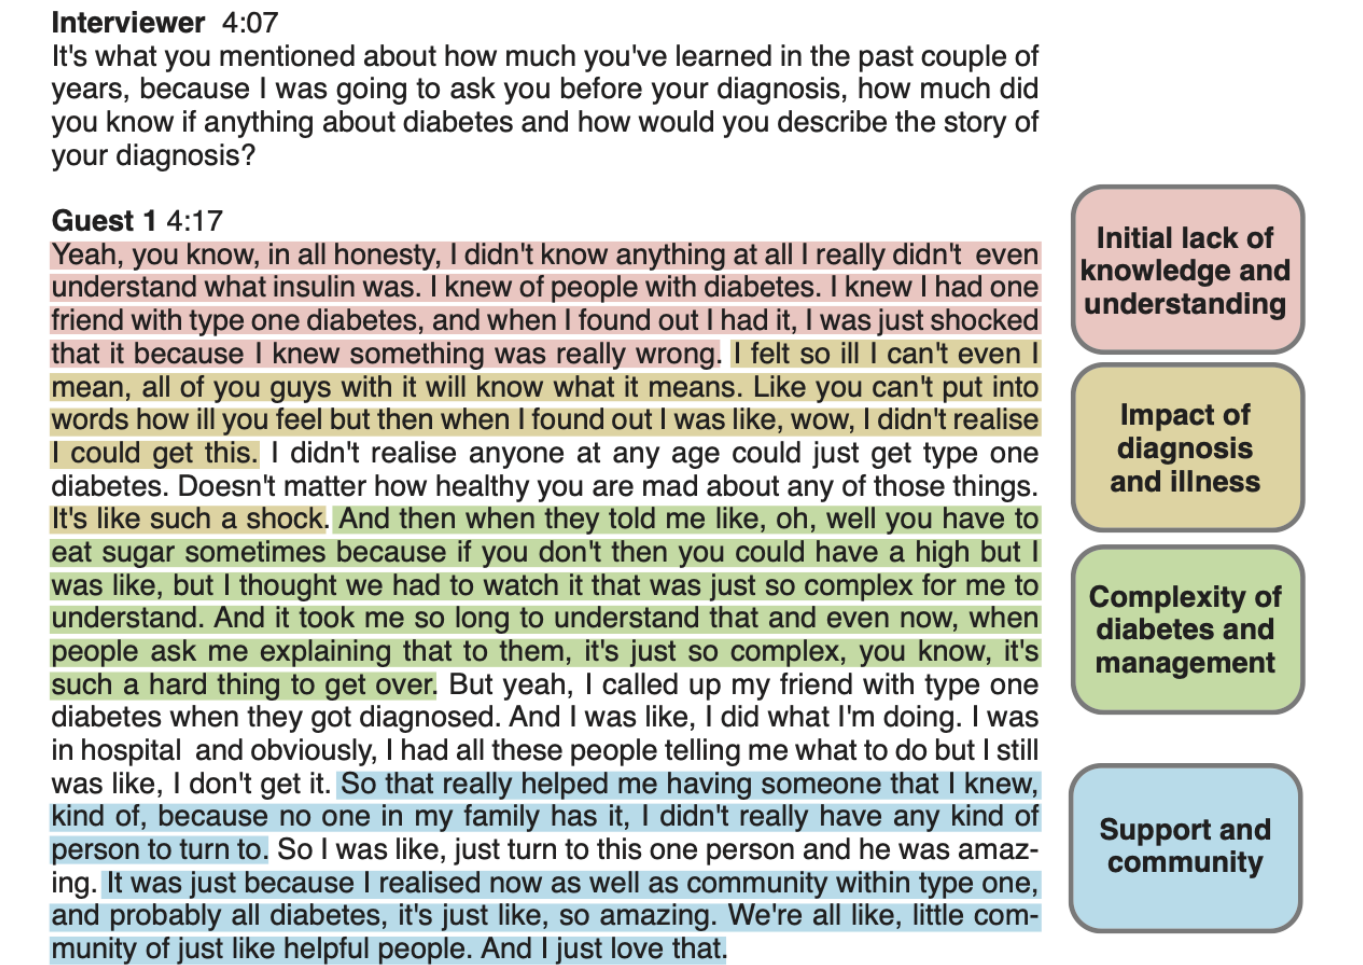 Interviewer 4:07
It's what you mentioned about how much you've learned in the past couple of
years, because I was going to ask you before your diagnosis, how much did
you know if anything about diabetes and how would you describe the story of
your diagnosis?
Guest 1 4:17
Yeah, you know, in all honesty, I didn't know anything at all I really didn't even
understand what insulin was. I knew of people with diabetes. I knew I had one
friend with type one diabetes, and when I found out I had it, I was just shocked
that it because I knew something was really wrong. I felt so ill I can't even I
mean, all of you guys with it will know what it means. Like you can't put into
words how ill you feel but then when I found out I was like, wow, I didn't realise
I could get this. I didn't realise anyone at any age could just get type one
diabetes. Doesn't matter how healthy you are mad about any of those things.
It's like such a shock. And then when they told me like, oh, well you have to
eat sugar sometimes because if you don't then you could have a high but I
was like, but I thought we had to watch it that was just so complex for me to
understand. And it took me so long to understand that and even now, when
people ask me explaining that to them, it's just so complex, you know, it's
such a hard thing to get over. But yeah, I called up my friend with type one
diabetes when they got diagnosed. And I was like, I did what I'm doing. I was
in hospital and obviously, I had all these people telling me what to do but I still
was like, I don't get it. So that really helped me having someone that I knew,
kind of, because no one in my family has it, I didn't really have any kind of
person to turn to. So I was like, just turn to this one person and he was amaz-
ing. It was just because I realised now as well as community within type one,
and probably all diabetes, it's just like, so amazing. We're all like, little com-
munity of just like helpful people. And I just love that.
Initial lack of
knowledge and
understanding
Impact of
diagnosis
and illness
Complexity of
diabetes and
management
Support and
community